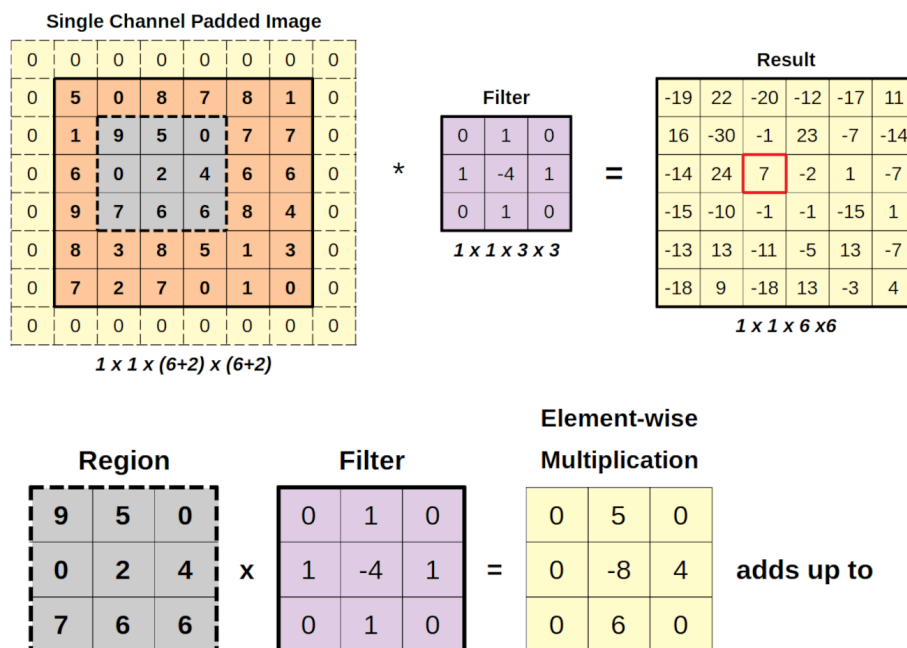 Single Channel Padded Image
0 0 0 0 0 0 0 0
0 5 0 8 7 8 1 0
0 1 9 5 0 7 7 0
0 6 0 2 4 6 6 0
0 9 7 6 6 8 4 0
0 8 3 8 5 1 3 0
0 7 2 7 0 1 0 0
0 0 0 0 0 0 0 0
1 x 1 x (6+2) x (6+2)
*
Filter
0 1 0
1 -4 1
0 1 0
1 x 1 x 3 x 3
=
Result
-19 22 -20 -12 -17 11
16 -30 -1 23 -7 -14
-14 24 7 -2 1 -7
-15 -10 -1 -1 -15 1
-13 13 -11 -5 13 -7
-18 9 -18 13 -3 4
1 x 1 x 6 x6
Region
9 5 0
0 2 4
7 6 6
x
Filter
0 1 0
1 -4 1
0 1 0
=
Element-wise
Multiplication
0 5 0
0 -8 4
0 6 0
adds up to